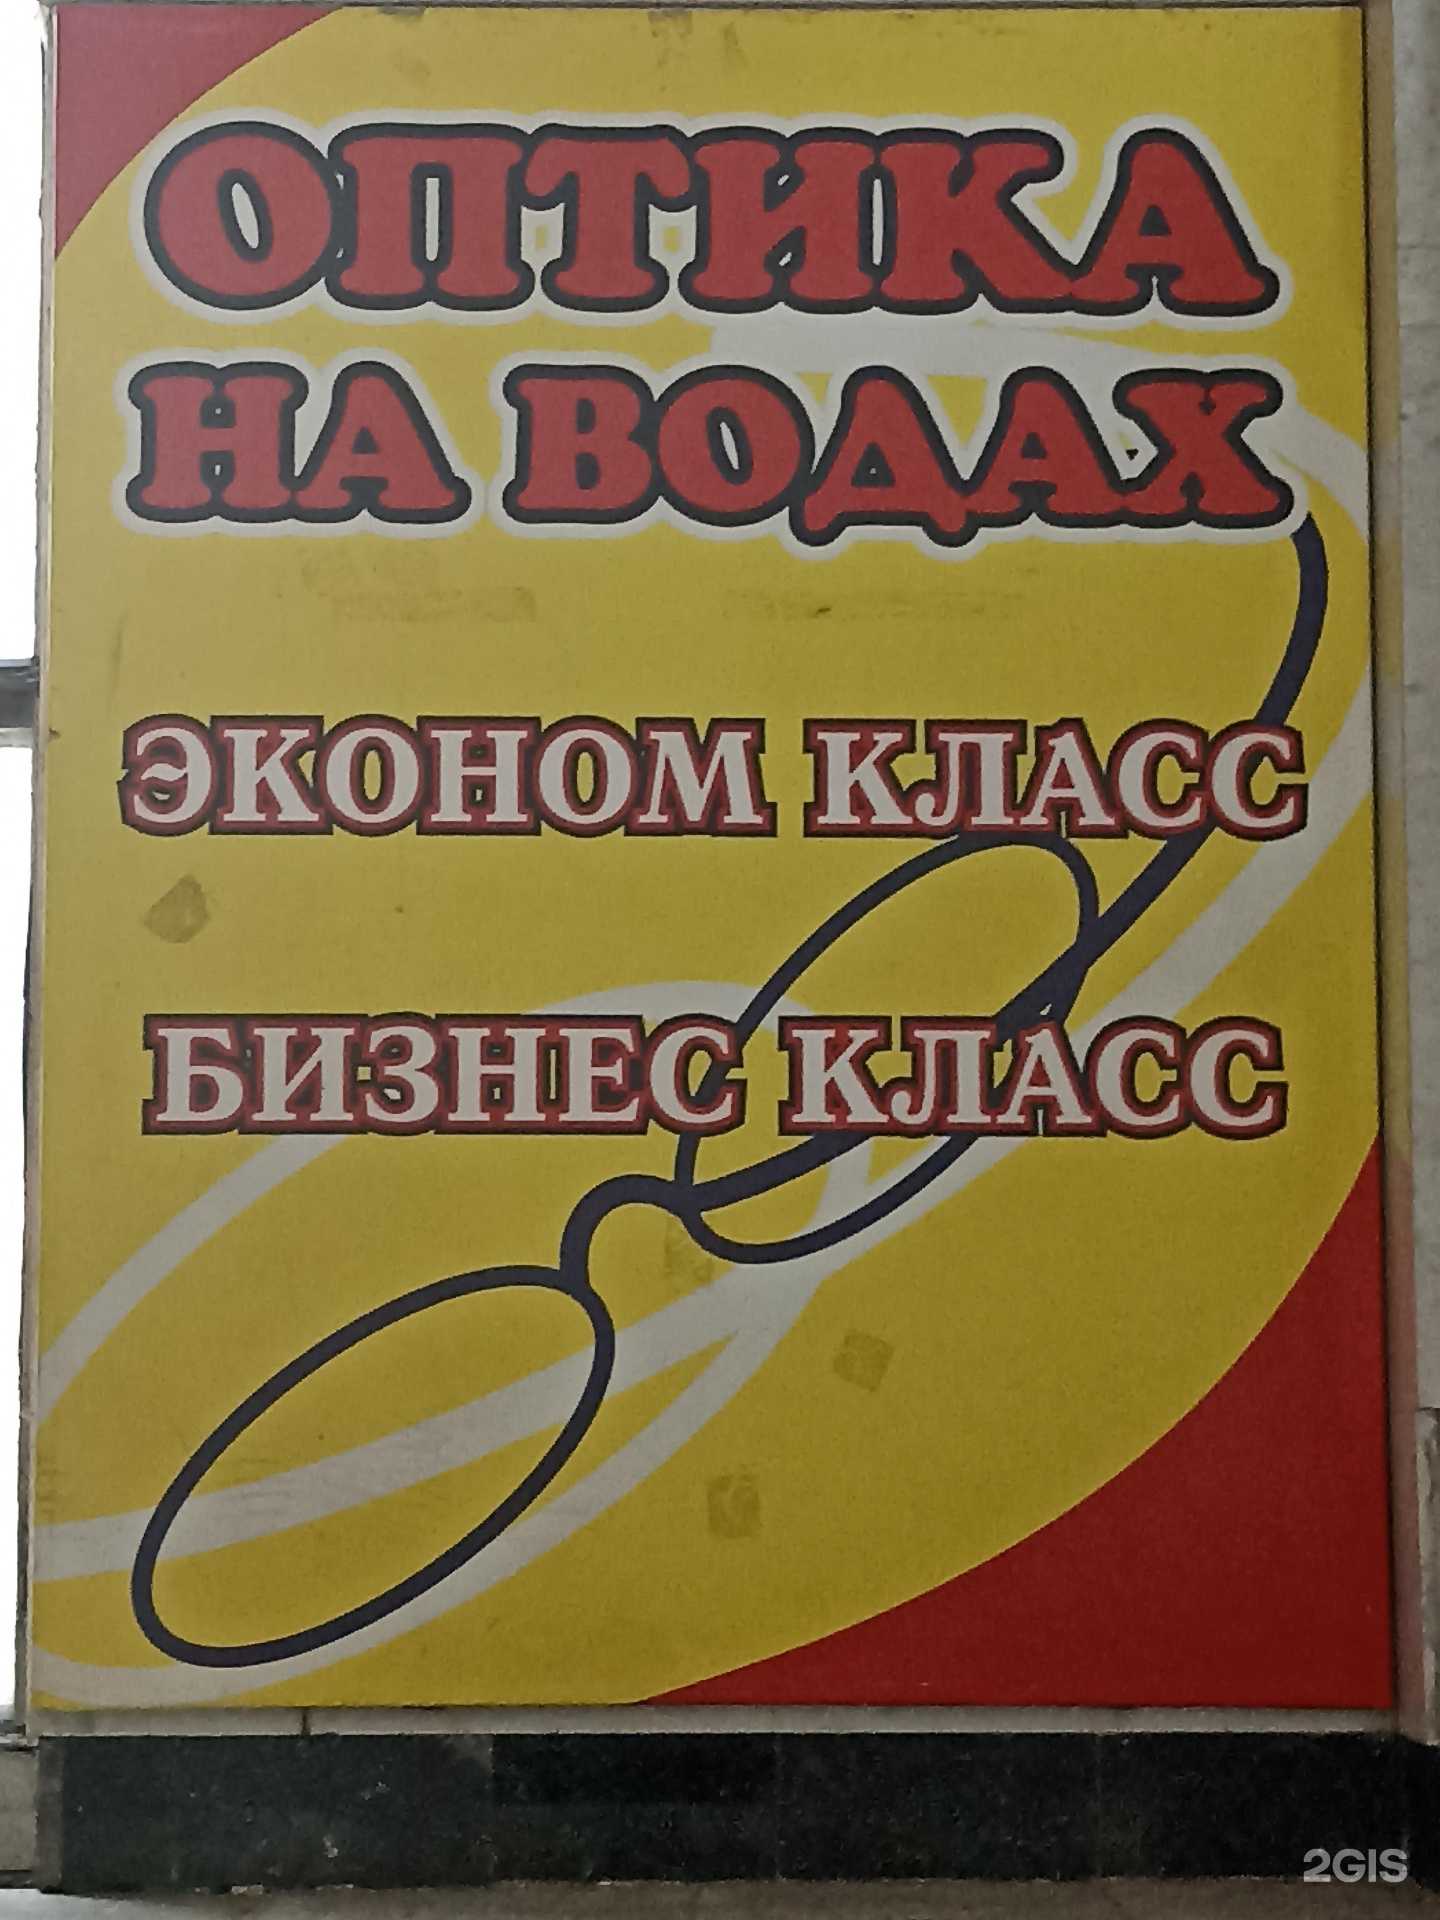 ОПТИКА
НА ВОДАХ
ЭКОНОМ КЛАСС
БИЗНЕС КЛАСС
2GIS